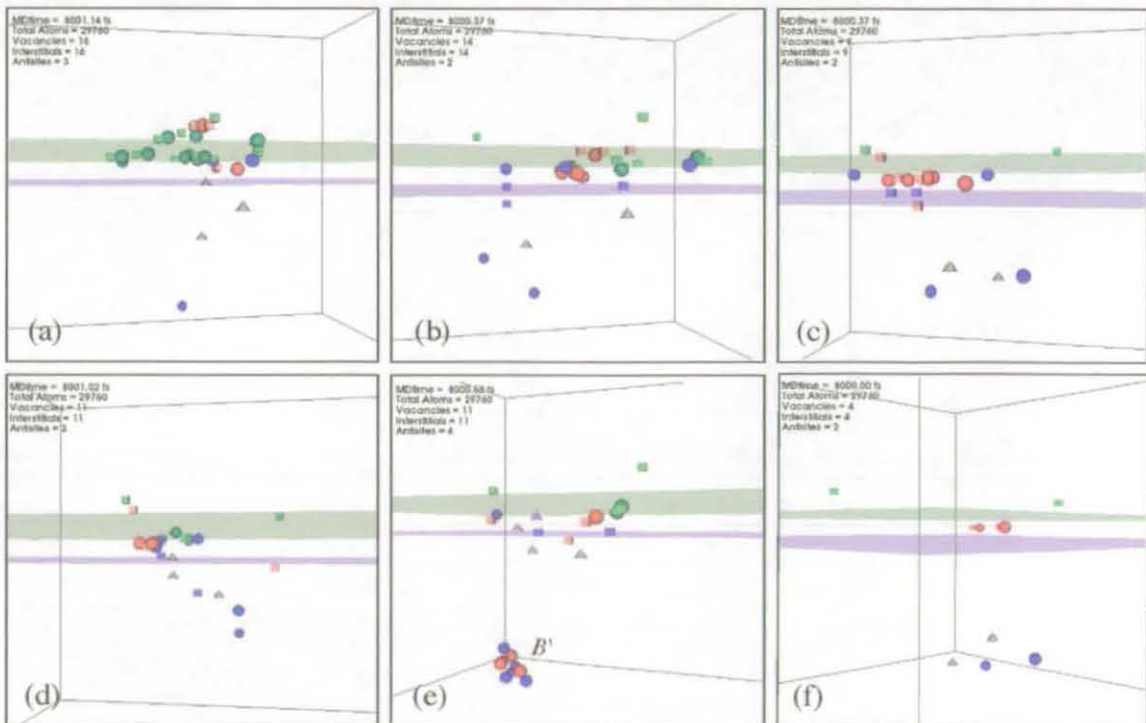 MDtime = 8001.14 fs
Total Atoms = 29760
Vacancies = 16
Interstitials = 16
Antisites = 3
(a)
MDtime = 8000.37 fs
Total Atoms = 29760
Vacancies = 14
Interstitials = 14
Antisites = 2
(b)
MDtime = 8000.37 fs
Total Atoms = 29760
Vacancies = 9
Interstitials = 9
Antisites = 2
(c)
MDtime = 8001.02 fs
Total Atoms = 29760
Vacancies = 11
Interstitials = 11
Antisites = 3
(d)
MDtime = 8000.58 fs
Total Atoms = 29760
Vacancies = 11
Interstitials = 11
Antisites = 4
B'
(e)
MDtime = 8000.00 fs
Total Atoms = 29760
Vacancies = 4
Interstitials = 4
Antisites = 2
(f)